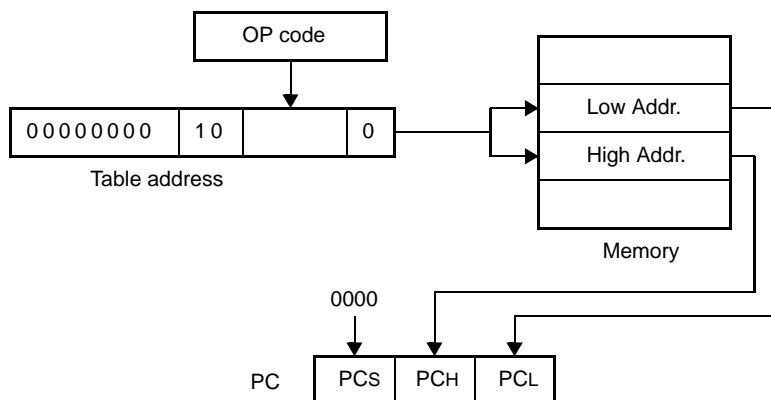 OP code
00000000 10 0
Table address
Low Addr.
High Addr.
Memory
0000
PC PCS PCH PCL